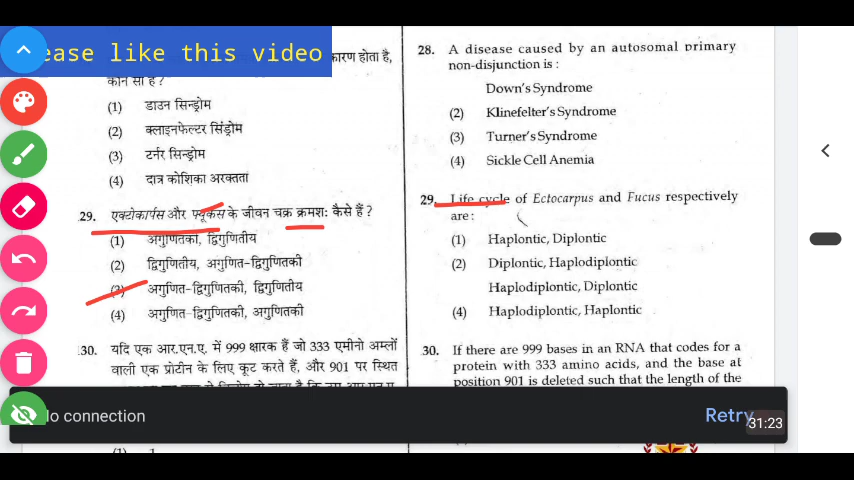 ease like this video
कारण होता है,
कौन सा है ?
(1) डाउन सिन्ड्रोम
(2) क्लाइनफेल्टर सिंड्रोम
(3) टर्नर सिन्ड्रोम
(4) दात्र कोशिका अरक्तता
29. एक्टोकार्पस और फ्यूकस के जीवन चक्र क्रमशः कैसे हैं ?
(1) अगुणितकी, द्विगुणितीय
(2) द्विगुणितीय, अगुणित-द्विगुणितकी
(3) अगुणित-द्विगुणितकी, द्विगुणितीय
(4) अगुणित-द्विगुणितकी, अगुणितकी
30. यदि एक आर.एन.ए. में 999 क्षारक हैं जो 333 एमीनो अम्लों
वाली एक प्रोटीन के लिए कूट करते हैं, और 901 पर स्थित
28. A disease caused by an autosomal primary
non-disjunction is :
Down's Syndrome
(2) Klinefelter's Syndrome
(3) Turner's Syndrome
(4) Sickle Cell Anemia
29. Life cycle of Ectocarpus and Fucus respectively
are :
(1) Haplontic, Diplontic
(2) Diplontic, Haplodiplontic
Haplodiplontic, Diplontic
(4) Haplodiplontic, Haplontic
30. If there are 999 bases in an RNA that codes for a
protein with 333 amino acids, and the base at
position 901 is deleted such that the length of the
No connection
Retry
31:23
(1) 1